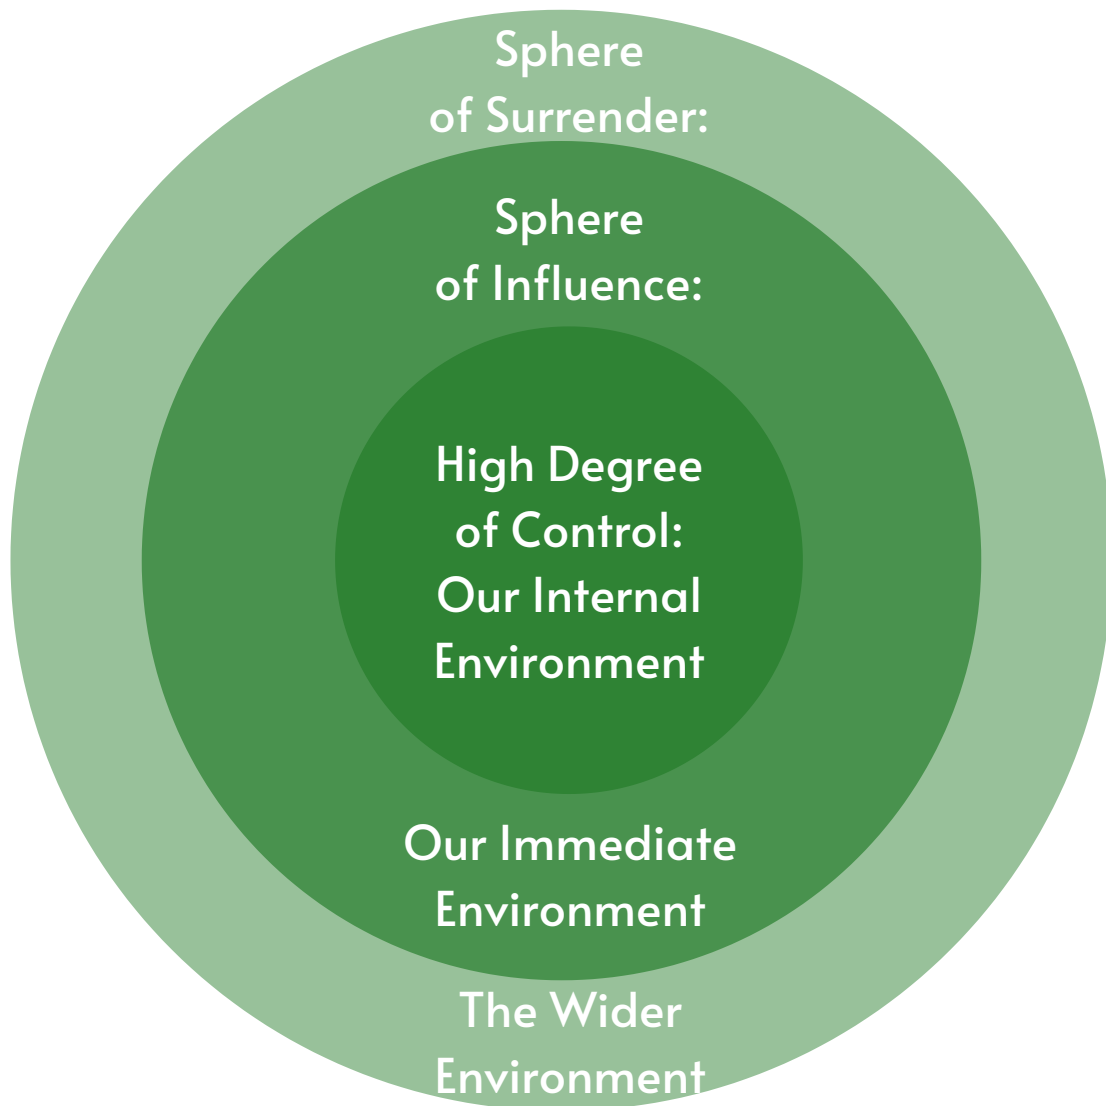 Sphere
of Surrender:
Sphere
of Influence:
High Degree
of Control:
Our Internal
Environment
Our Immediate
Environment
The Wider
Environment